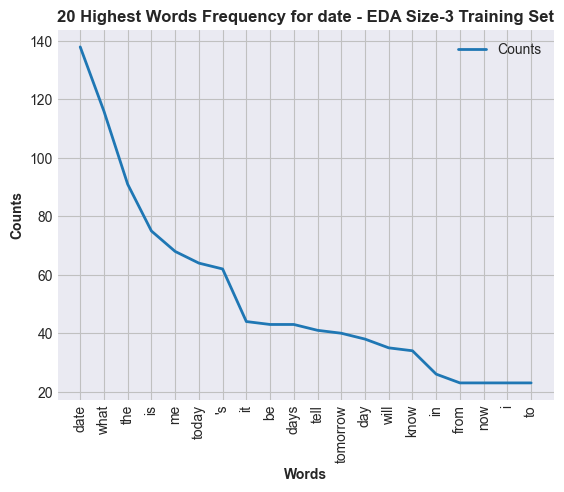 20 Highest Words Frequency for date - EDA Size-3 Training Set
Counts
140
120
100
80
60
40
20
Counts
date
what
the
is
me
today
's
it
be
days
tell
tomorrow
day
will
know
in
from
now
i
to
Words